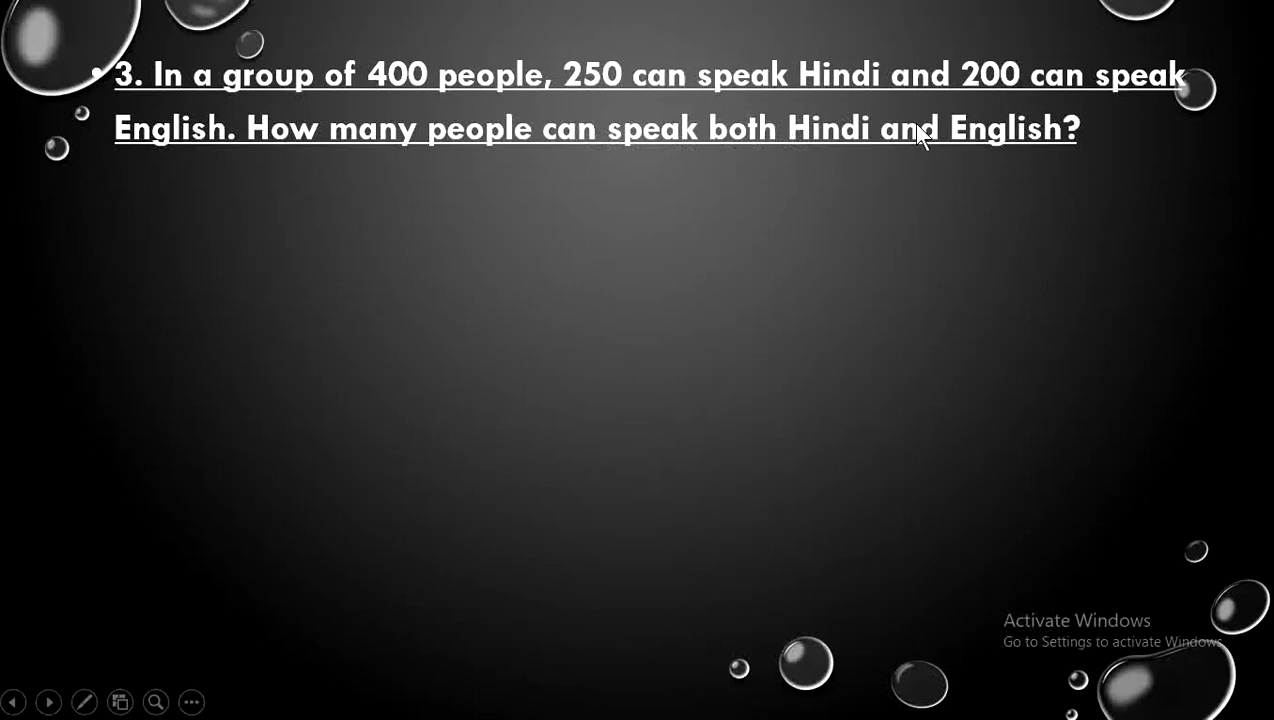 • 3. In a group of 400 people, 250 can speak Hindi and 200 can speak
English. How many people can speak both Hindi and English?
Activate Windows
Go to Settings to activate Windows.